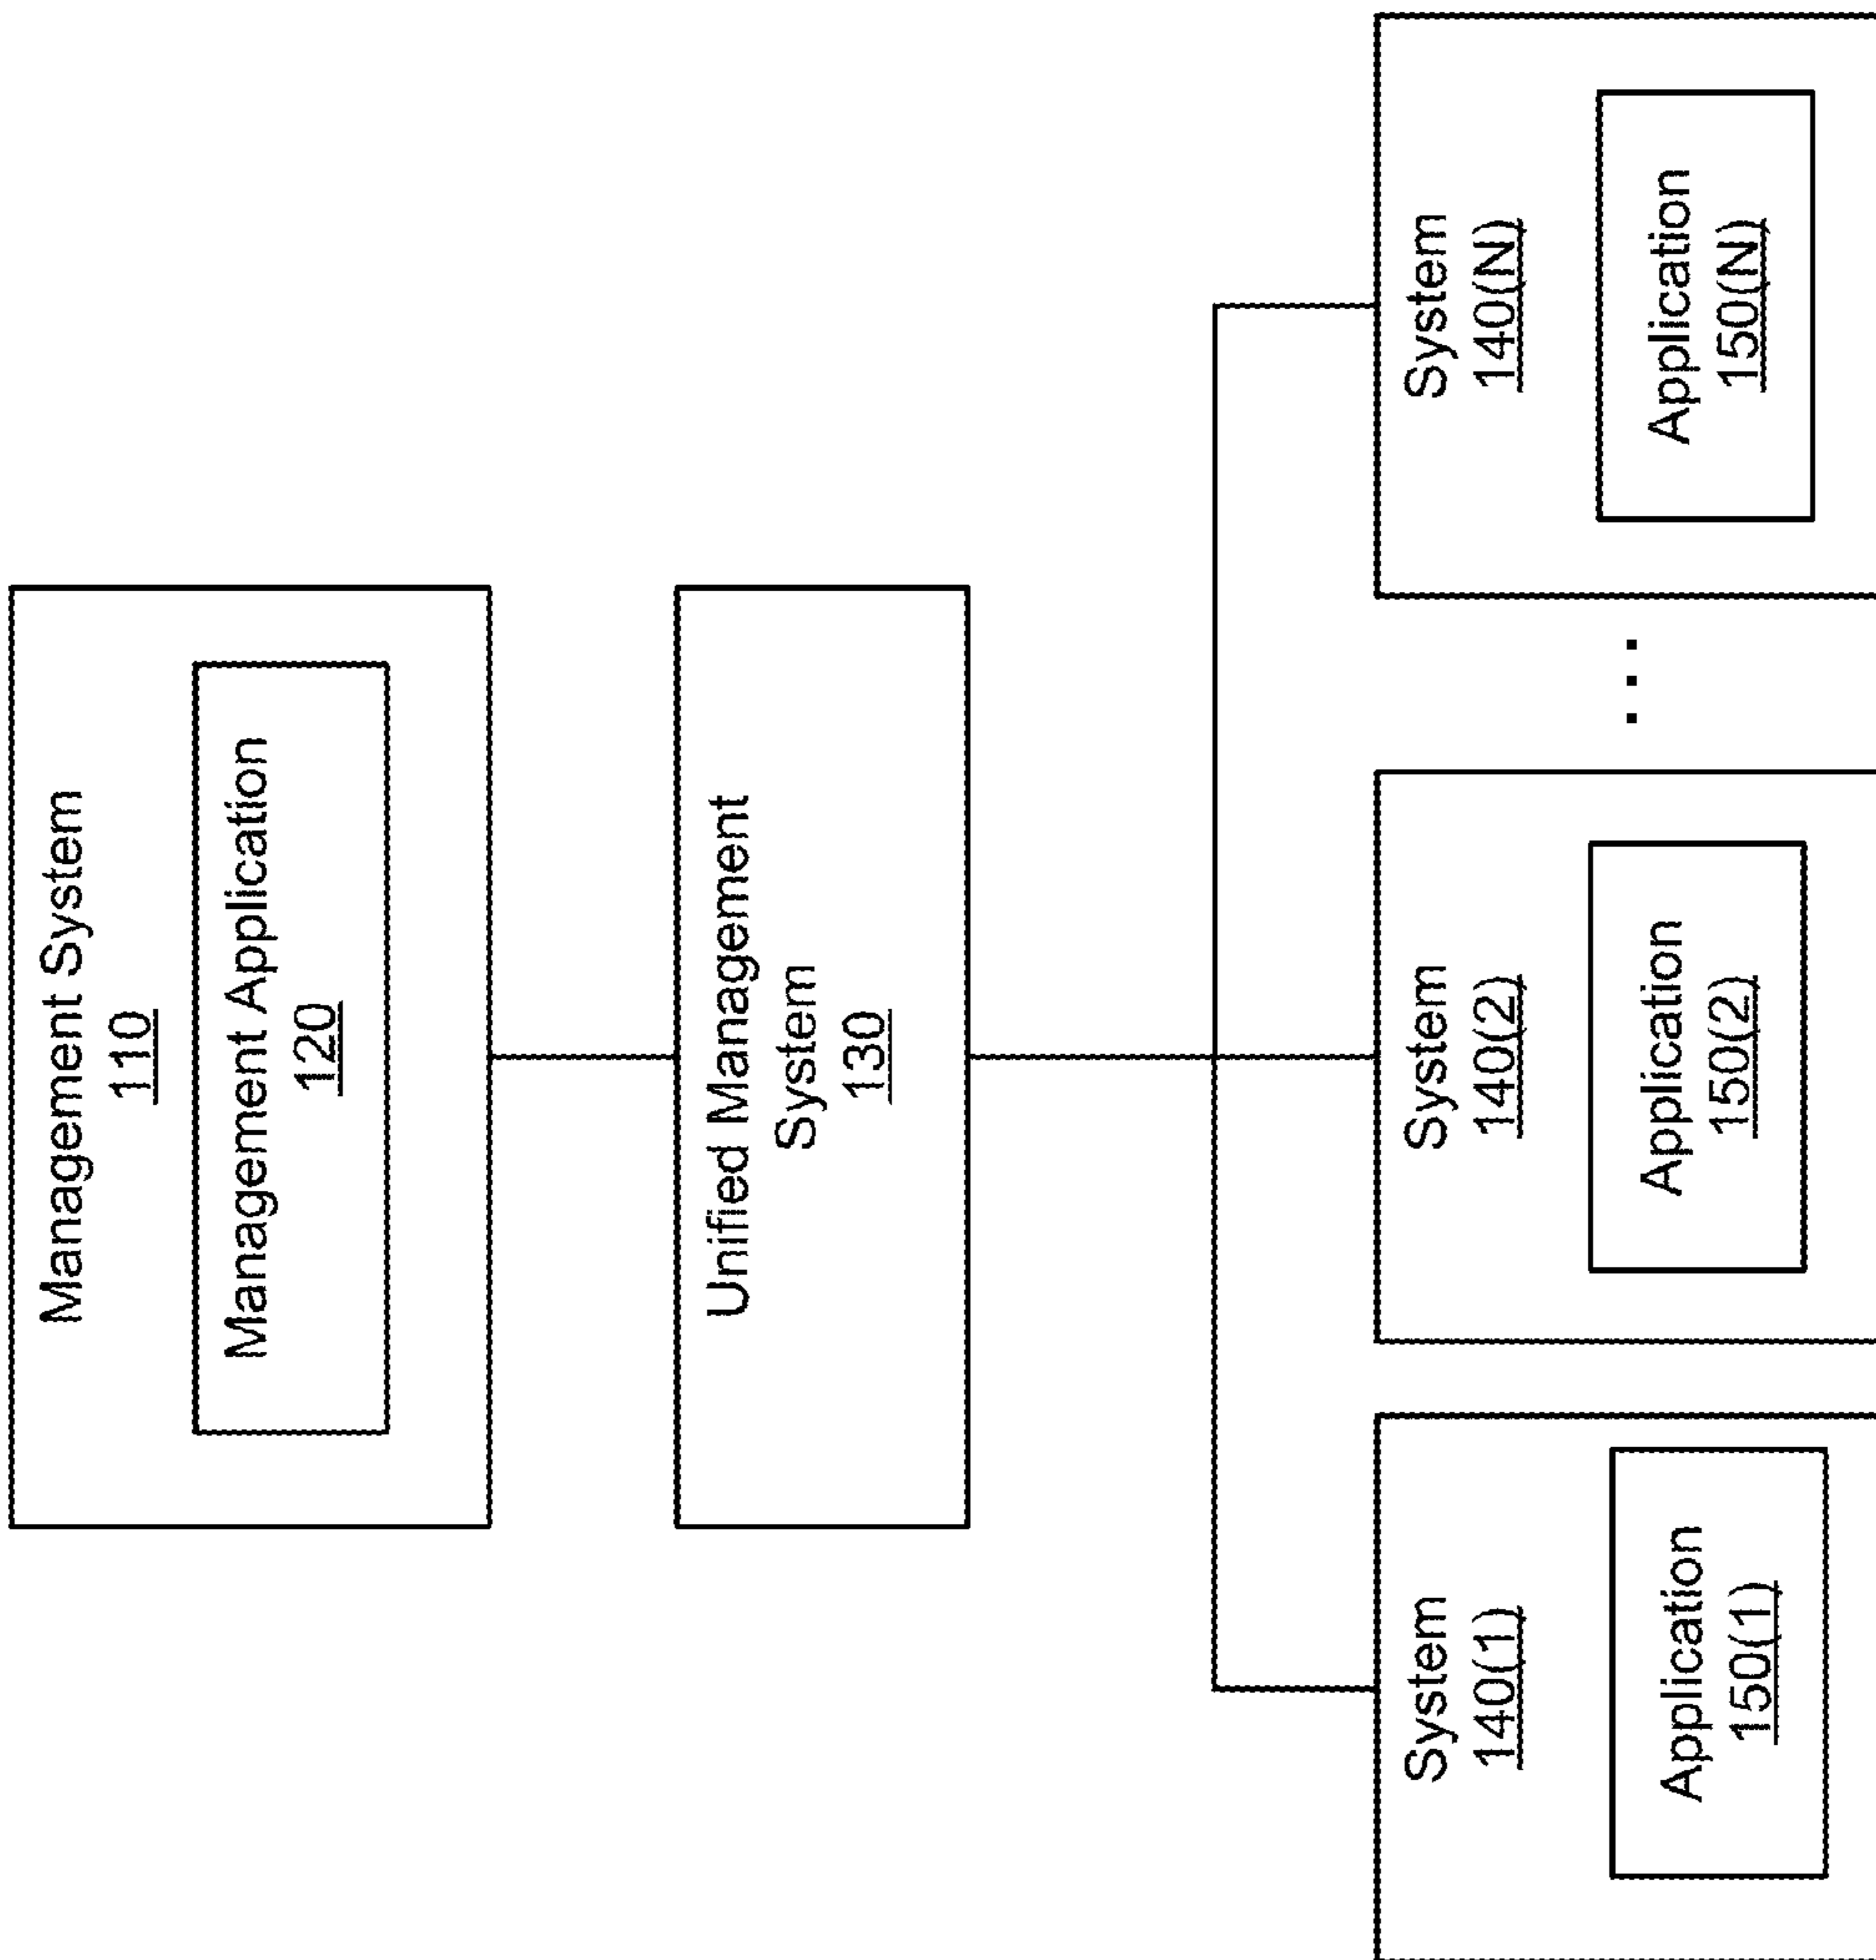 Management System
110
Management Application
120
Unified Management
System
130
System
140(1)
Application
150(1)
System
140(2)
Application
150(2)
...
System
140(N)
Application
150(N)